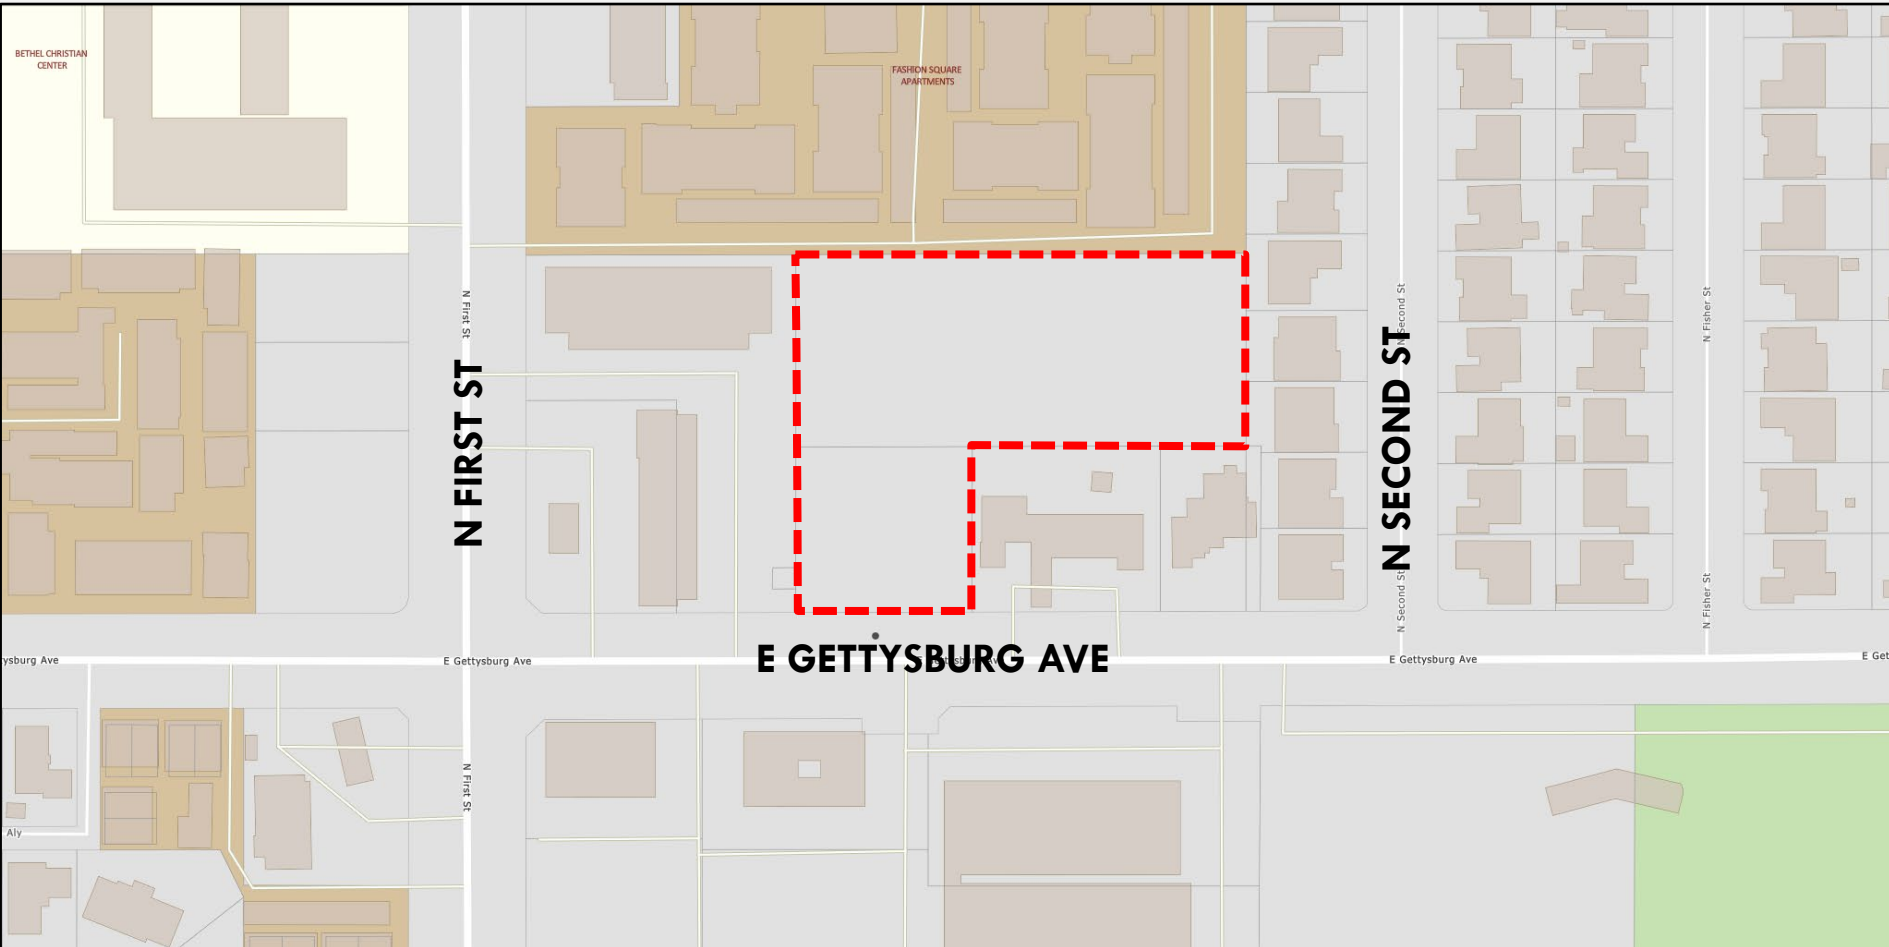 BETHEL CHRISTIAN
CENTER
FASHION SQUARE
APARTMENTS
N First St
N FIRST ST
N Second St
N SECOND ST
N Second St
N Fisher St
N Fisher St
ysburg Ave
E Gettysburg Ave
E GETTYSBURG AVE
E Gettysburg Ave
E Get
N First St
Aly